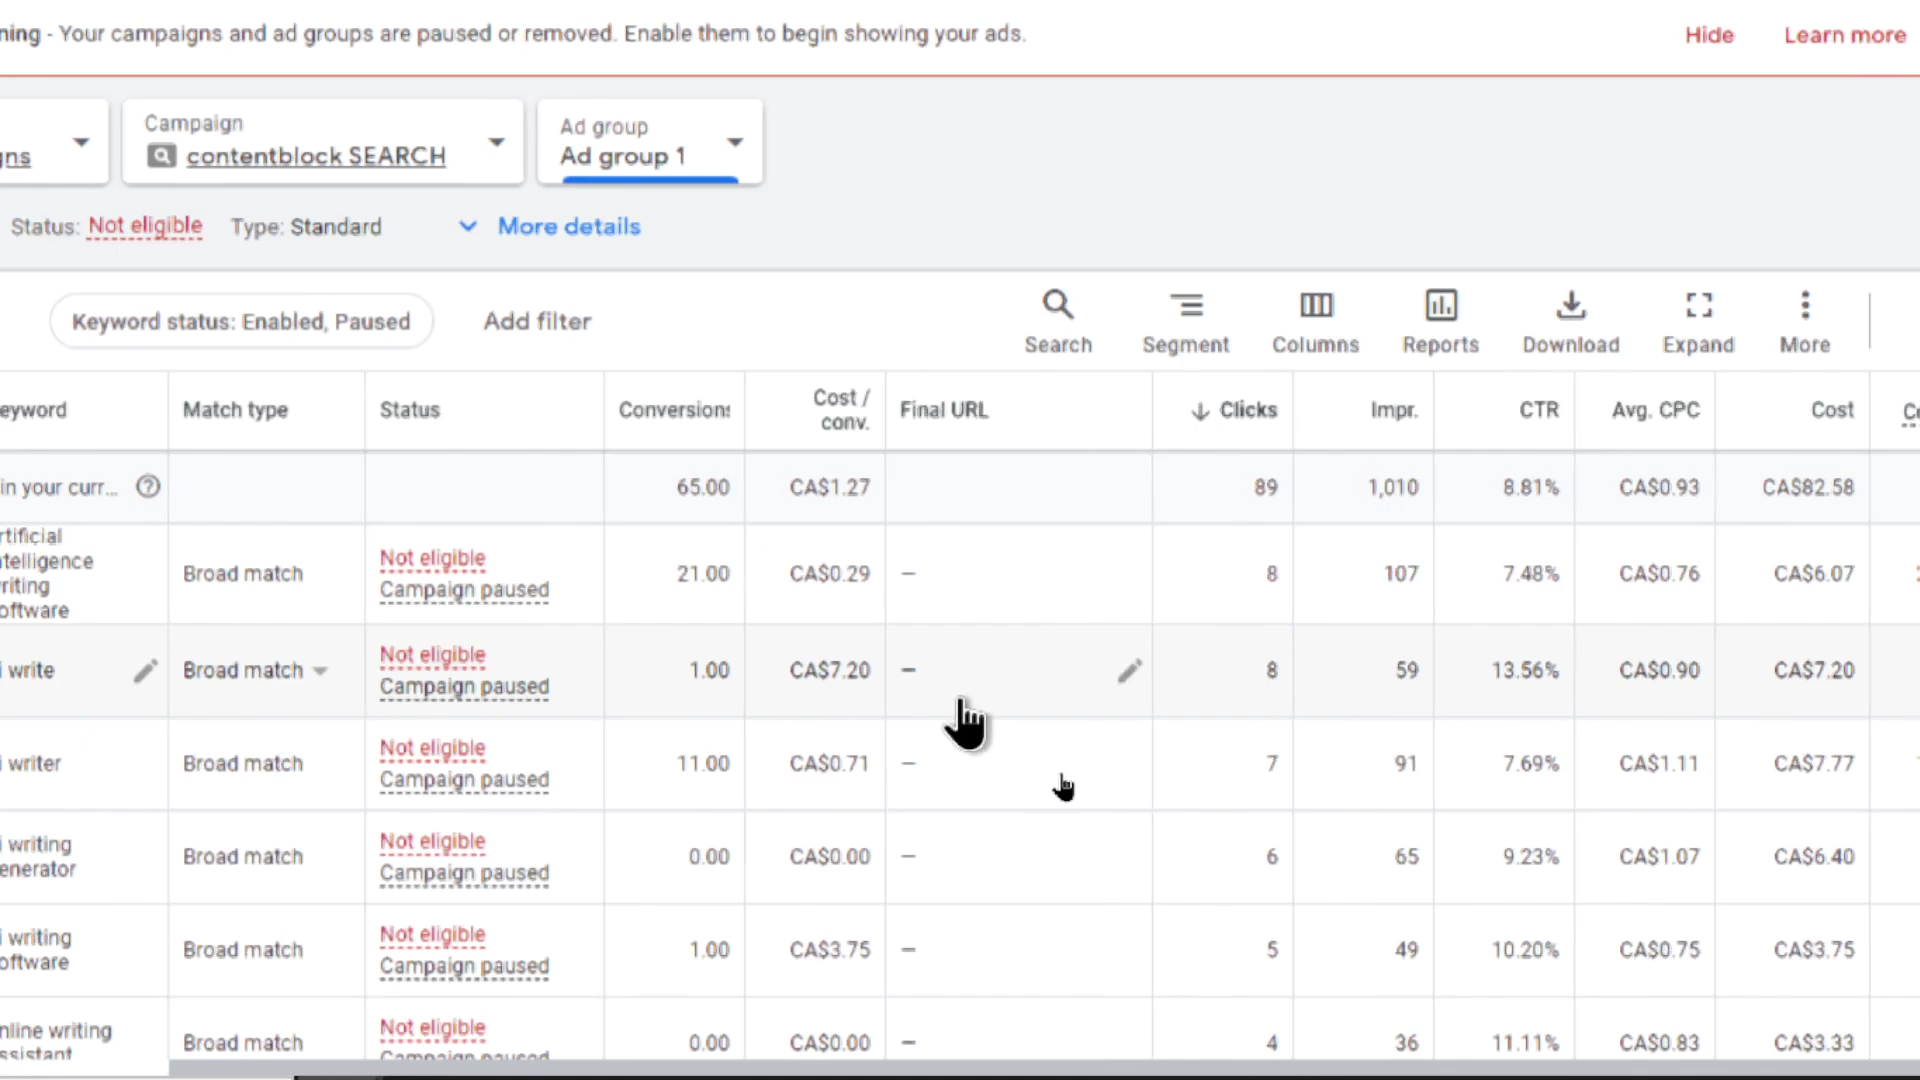 ning - Your campaigns and ad groups are paused or removed. Enable them to begin showing your ads.
Hide Learn more
gns
Campaign
contentblock SEARCH
Ad group
Ad group 1
Status: Not eligible Type: Standard More details
Keyword status: Enabled, Paused
Add filter
Search Segment Columns Reports Download Expand More
eyword Match type Status Conversions Cost / conv. Final URL Clicks Impr. CTR Avg. CPC Cost
in your curr... 65.00 CA$1.27 89 1,010 8.81% CA$0.93 CA$82.58
rtificial
ntelligence
riting
oftware
Broad match Not eligible Campaign paused 21.00 CA$0.29 – 8 107 7.48% CA$0.76 CA$6.07
i write Broad match Not eligible Campaign paused 1.00 CA$7.20 – 8 59 13.56% CA$0.90 CA$7.20
i writer Broad match Not eligible Campaign paused 11.00 CA$0.71 – 7 91 7.69% CA$1.11 CA$7.77
i writing
enerator
Broad match Not eligible Campaign paused 0.00 CA$0.00 – 6 65 9.23% CA$1.07 CA$6.40
i writing
oftware
Broad match Not eligible Campaign paused 1.00 CA$3.75 – 5 49 10.20% CA$0.75 CA$3.75
nline writing
ssistant
Broad match Not eligible Campaign paused 0.00 CA$0.00 – 4 36 11.11% CA$0.83 CA$3.33